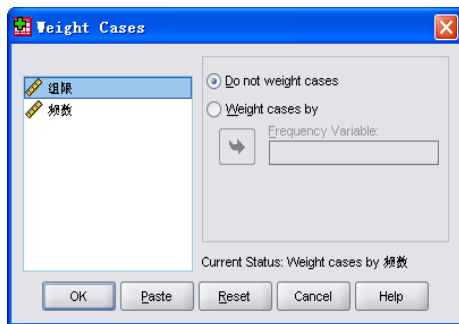 Weight Cases
组限
频数
Do not weight cases
Weight cases by
Frequency Variable:
Current Status: Weight cases by 频数
OK
Paste
Reset
Cancel
Help